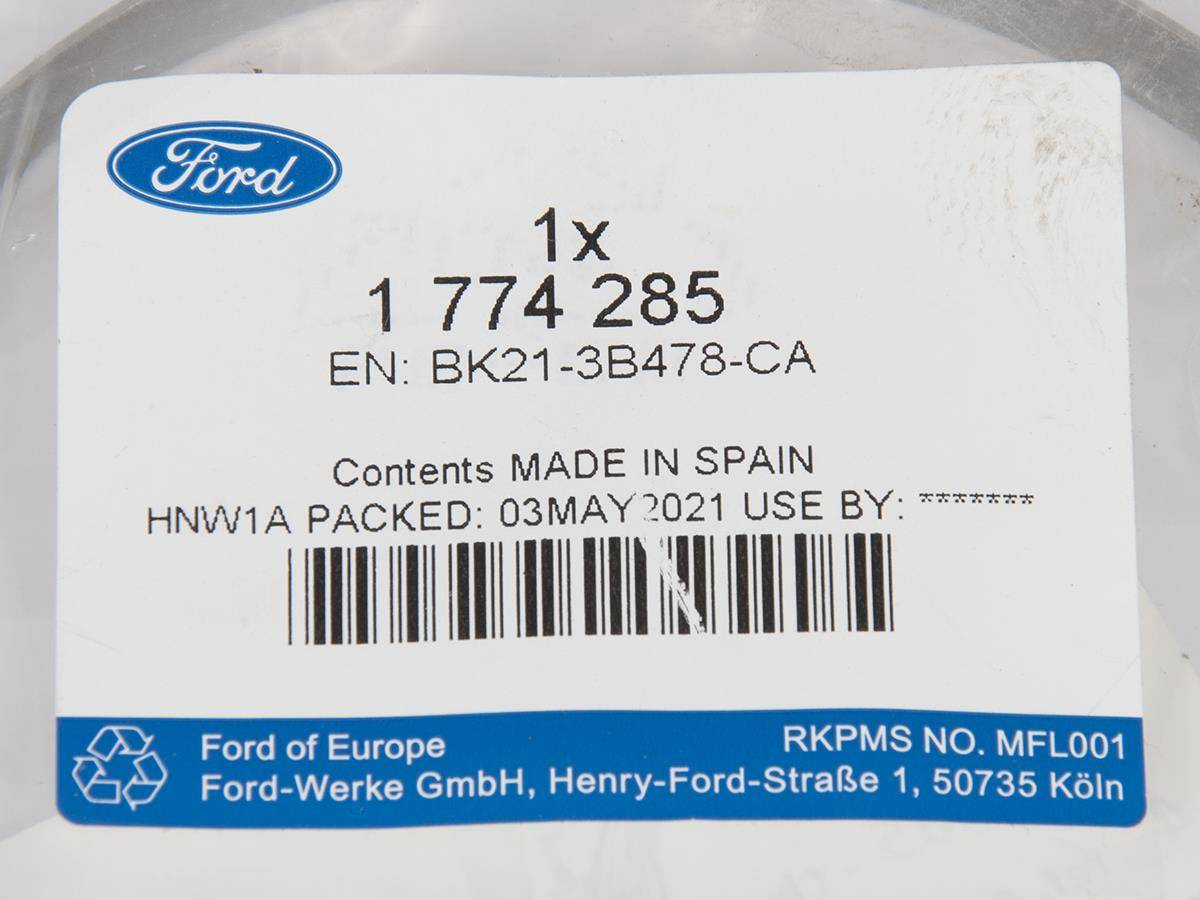 Ford
1x
1 774 285
EN: BK21-3B478-CA
Contents MADE IN SPAIN
HNW1A PACKED: 03MAY2021 USE BY: *******
Ford of Europe
RKPMS NO. MFL001
Ford-Werke GmbH, Henry-Ford-Straße 1, 50735 Köln